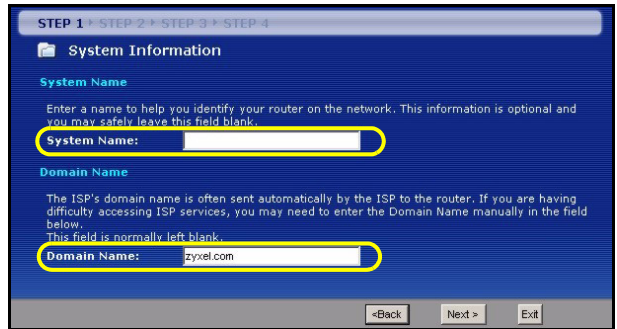 STEP 1 ▸ STEP 2 ▸ STEP 3 ▸ STEP 4
System Information
System Name
Enter a name to help you identify your router on the network. This information is optional and
you may safely leave this field blank.
System Name:
Domain Name
The ISP's domain name is often sent automatically by the ISP to the router. If you are having
difficulty accessing ISP services, you may need to enter the Domain Name manually in the field
below.
This field is normally left blank.
Domain Name: zyxel.com
<Back Next > Exit